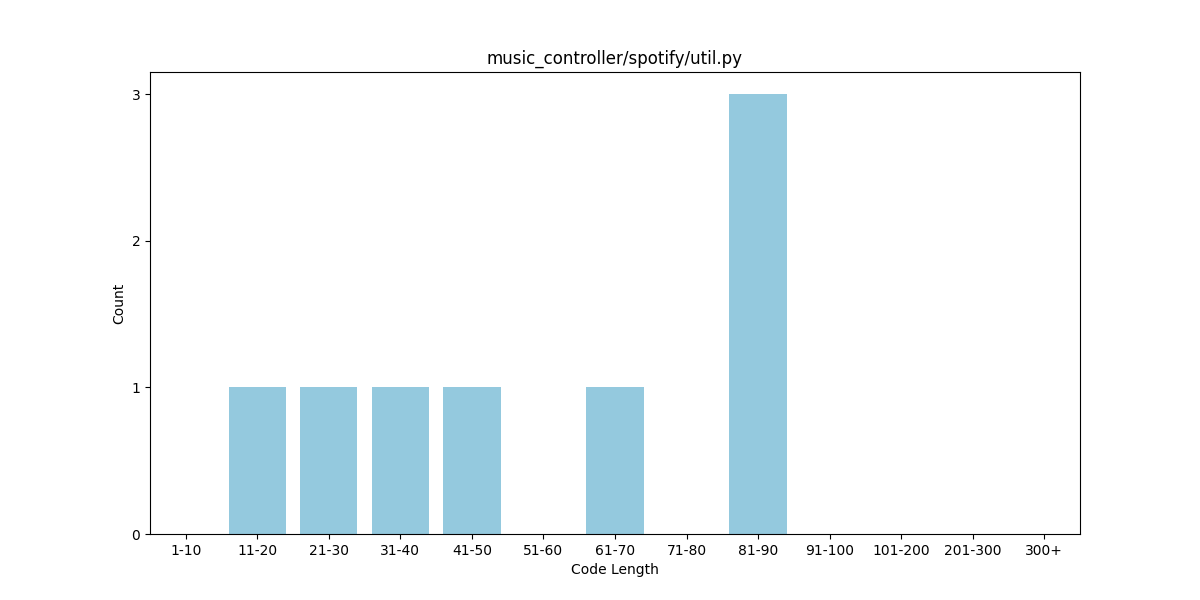 music_controller/spotify/util.py
3
2
1
0
Count
1-10 11-20 21-30 31-40 41-50 51-60 61-70 71-80 81-90 91-100 101-200 201-300 300+
Code Length